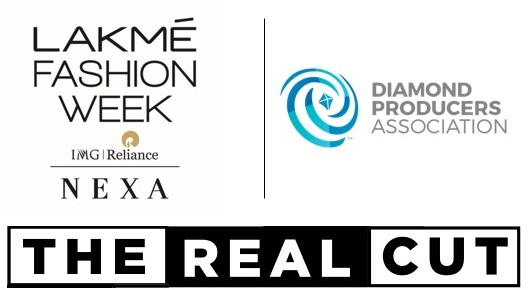 LAKMÉ
FASHION
WEEK
IMG | Reliance
NEXA
DIAMOND
PRODUCERS
ASSOCIATION
THE REAL CUT